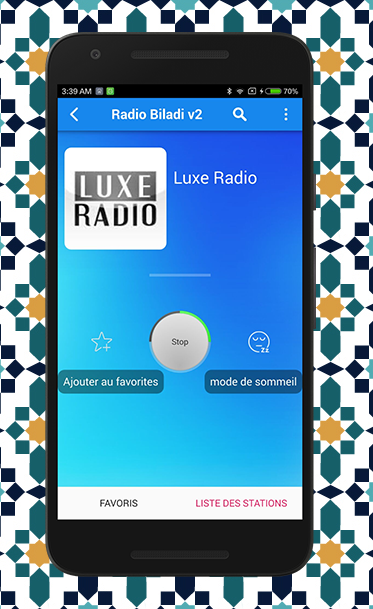 3:39 AM 70%
Radio Biladi v2
LUXE
RADIO
Luxe Radio
Stop
zz
Ajouter au favorites mode de sommeil
FAVORIS LISTE DES STATIONS